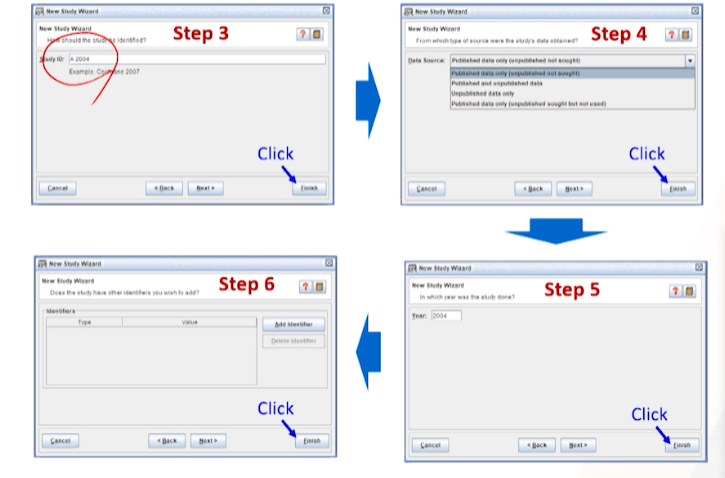 New Study Wizard
New Study Wizard
How should the study be identified?
Step 3
Study ID: A 2004
Example: Cochrane 2007
Click
Cancel
< Back
Next >
Finish
New Study Wizard
New Study Wizard
From which type of source were the study's data obtained?
Step 4
Data Source: Published data only (unpublished not sought)
Published data only (unpublished not sought)
Published and unpublished data
Unpublished data only
Published data only (unpublished sought but not used)
Click
Cancel
< Back
Next >
Finish
New Study Wizard
New Study Wizard
In which year was the study done?
Step 5
Year: 2004
Click
Cancel
< Back
Next >
Finish
New Study Wizard
New Study Wizard
Does the study have other identifiers you wish to add?
Step 6
Identifiers
Type
Value
Add Identifier
Delete Identifier
Click
Cancel
< Back
Next >
Finish